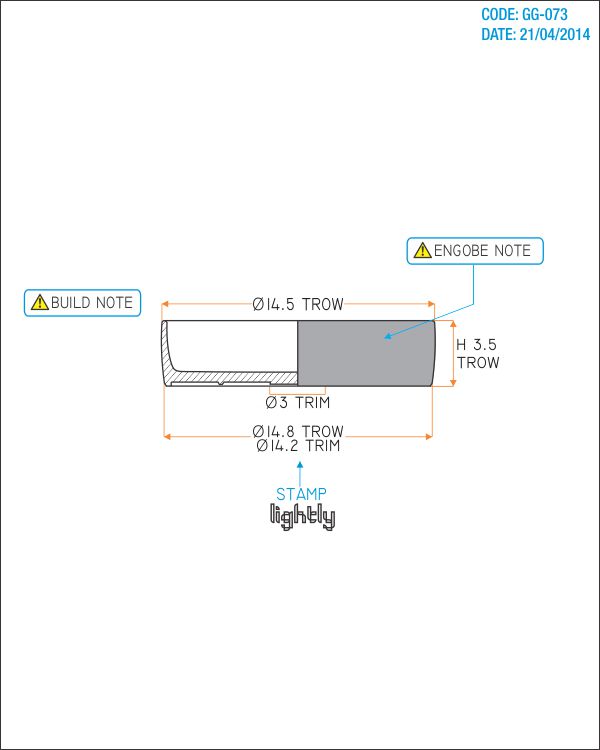 CODE: GG-073
DATE: 21/04/2014
ENGOBE NOTE
BUILD NOTE
Ø14.5 TROW
H 3.5
TROW
Ø3 TRIM
Ø14.8 TROW
Ø14.2 TRIM
STAMP
lightly